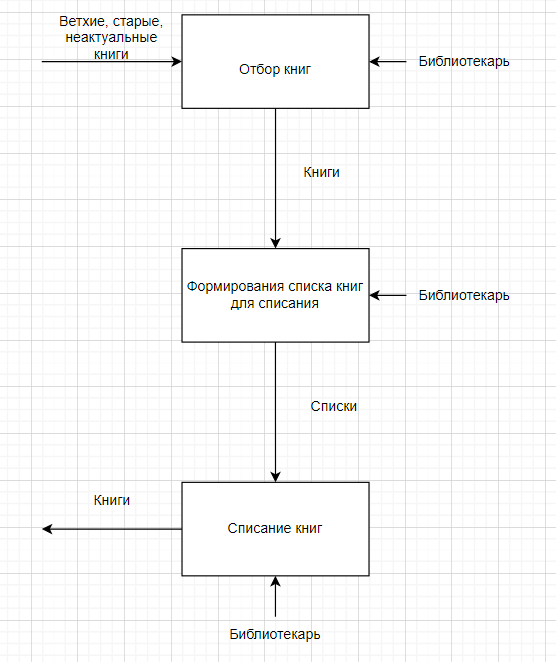 Ветхие, старые,
неактуальные
книги
Отбор книг
Библиотекарь
Книги
Формирования списка книг
для списания
Библиотекарь
Списки
Книги
Списание книг
Библиотекарь